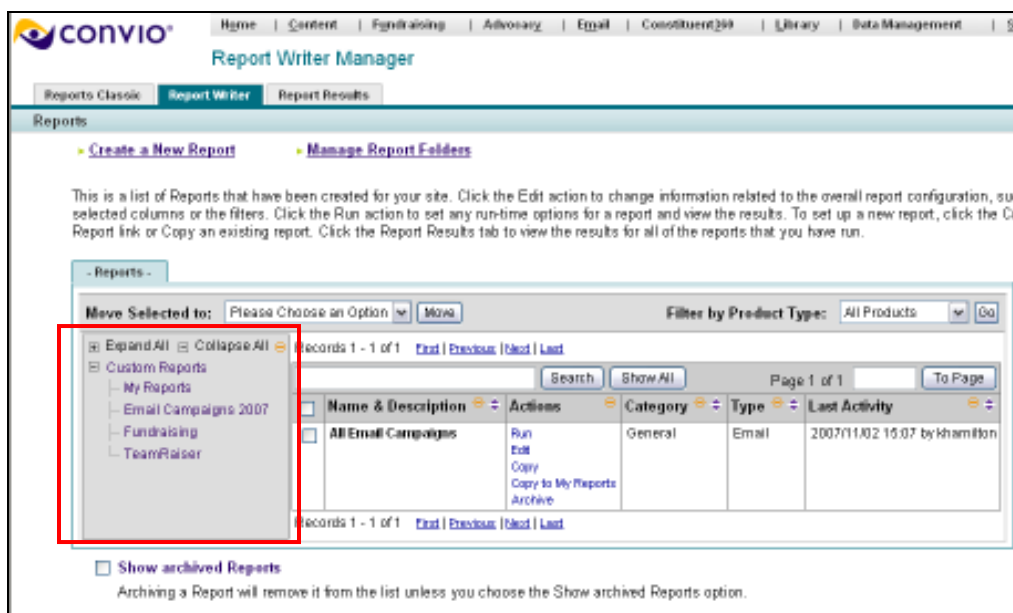 CONVIO®
Home | Content | Fundraising | Advocacy | Email | Constituent360 | Library | Data Management | S
Report Writer Manager
Reports Classic Report Writer Report Results
Reports
Create a New Report Manage Report Folders
This is a list of Reports that have been created for your site. Click the Edit action to change information related to the overall report configuration, su
selected columns or the filters. Click the Run action to set any run-time options for a report and view the results. To set up a new report, click the C
Report link or Copy an existing report. Click the Report Results tab to view the results for all of the reports that you have run.
- Reports -
Move Selected to: Please Choose an Option Move Filter by Product Type: All Products Go
Expand All Collapse All Records 1 - 1 of 1 First | Previous | Next | Last
Custom Reports
My Reports
Email Campaigns 2007
Fundraising
TeamRaiser
Search Show All Page 1 of 1 To Page
Name & Description Actions Category Type Last Activity
All Email Campaigns Run General Email 2007/11/02 15:07 by khamilton
Edit
Copy
Copy to My Reports
Archive
Records 1 - 1 of 1 First | Previous | Next | Last
Show archived Reports
Archiving a Report will remove it from the list unless you choose the Show archived Reports option.